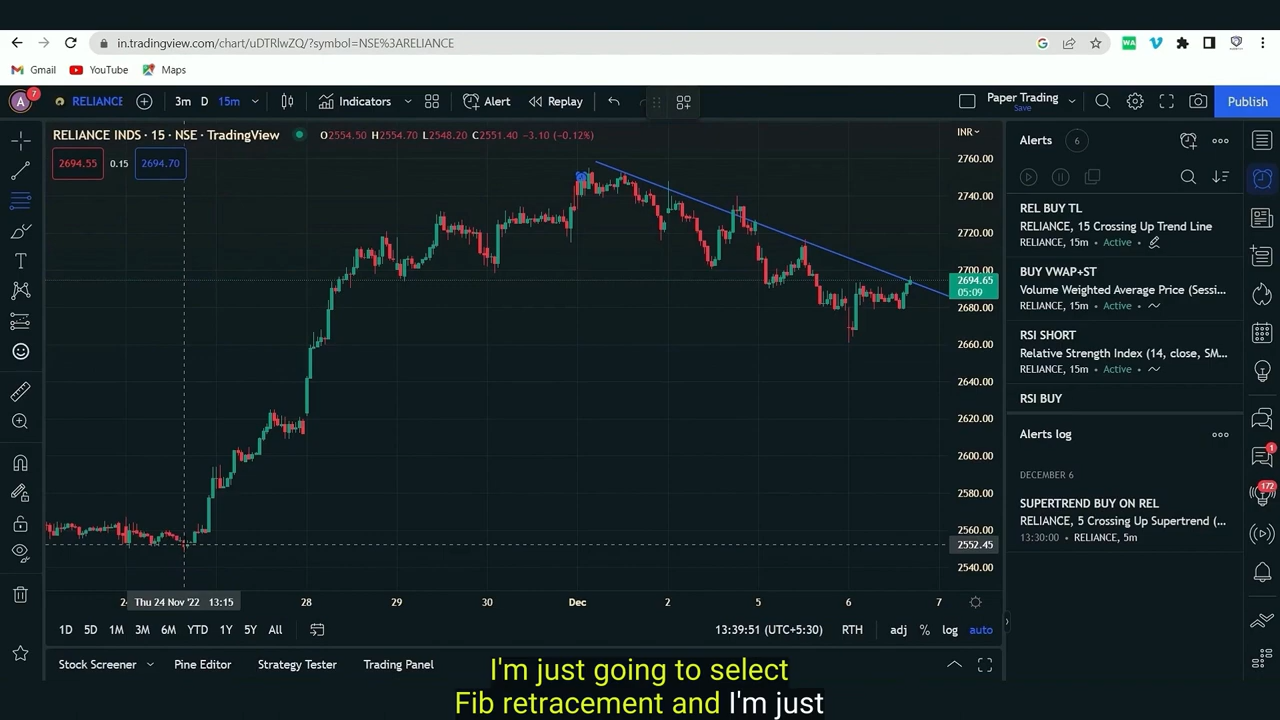 in.tradingview.com/chart/uDTRlwZQ/?symbol=NSE%3ARELIANCE
Gmail YouTube Maps
A 7 RELIANCE 3m D 15m Indicators Alert Replay Paper Trading Save Publish
RELIANCE INDS · 15 · NSE · TradingView O2554.50 H2554.70 L2548.20 C2551.40 -3.10 (-0.12%) INR
2694.55 0.15 2694.70
2760.00
2740.00
2720.00
2700.00
2694.65
05:09
2680.00
2660.00
2640.00
2620.00
2600.00
2580.00
2560.00
2552.45
2540.00
Thu 24 Nov '22 13:15 28 29 30 Dec 2 5 6 7
1D 5D 1M 3M 6M YTD 1Y 5Y All 13:39:51 (UTC+5:30) RTH adj % log auto
Stock Screener Pine Editor Strategy Tester Trading Panel
Alerts 6
REL BUY TL
RELIANCE, 15 Crossing Up Trend Line
RELIANCE, 15m • Active •
BUY VWAP+ST
Volume Weighted Average Price (Sessi...
RELIANCE, 15m • Active •
RSI SHORT
Relative Strength Index (14, close, SM...
RELIANCE, 15m • Active •
RSI BUY
Alerts log
DECEMBER 6
SUPERTREND BUY ON REL
RELIANCE, 5 Crossing Up Supertrend (...
13:30:00 • RELIANCE, 5m
1
172
I'm just going to select
Fib retracement and I'm just